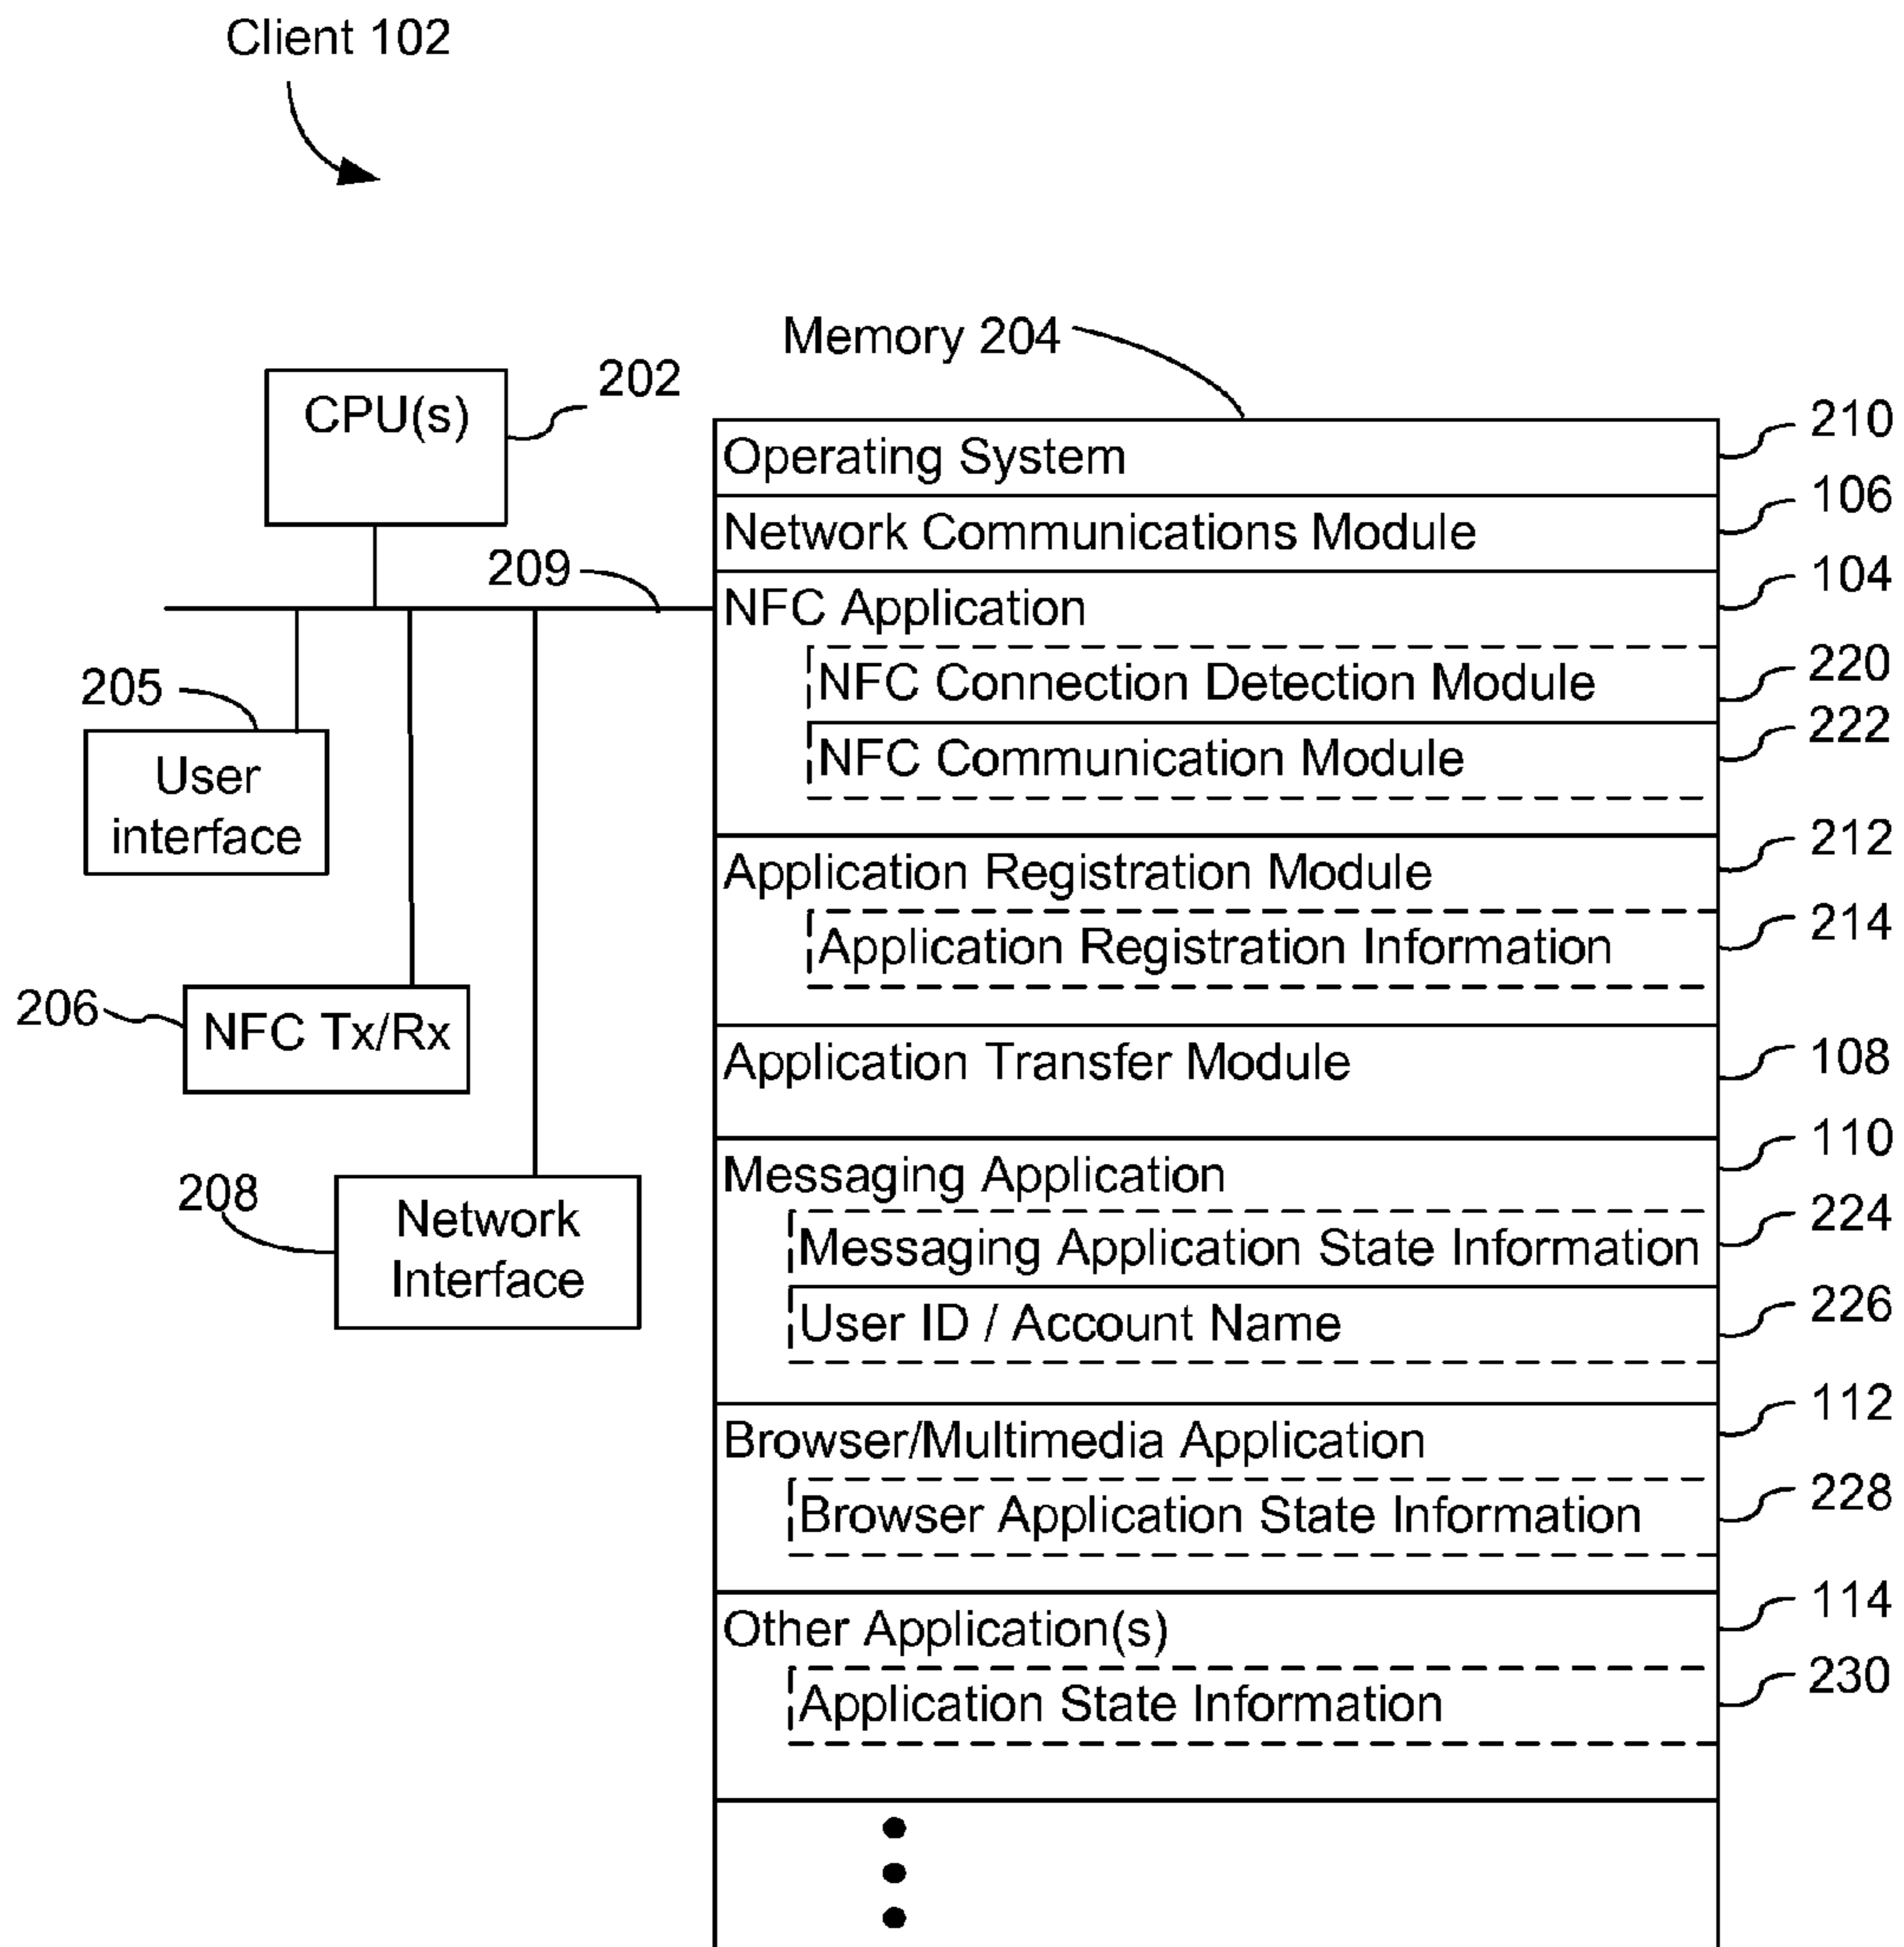 Client 102
Memory 204
CPU(s)
202
209
205
User
interface
206
NFC Tx/Rx
208
Network
Interface
Operating System
210
Network Communications Module
106
NFC Application
104
NFC Connection Detection Module
220
NFC Communication Module
222
Application Registration Module
212
Application Registration Information
214
Application Transfer Module
108
Messaging Application
110
Messaging Application State Information
224
User ID / Account Name
226
Browser/Multimedia Application
112
Browser Application State Information
228
Other Application(s)
114
Application State Information
230